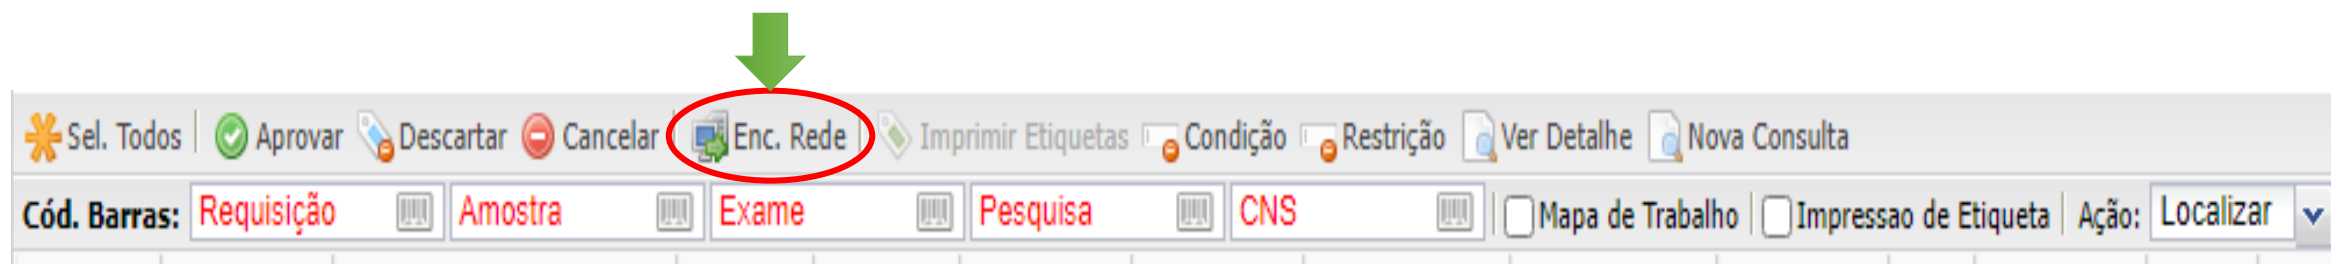 Sel. Todos Aprovar Descartar Cancelar Enc. Rede Imprimir Etiquetas Condição Restrição Ver Detalhe Nova Consulta
Cód. Barras: Requisição Amostra Exame Pesquisa CNS Mapa de Trabalho Impressao de Etiqueta Ação: Localizar